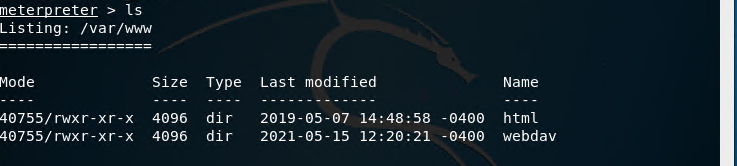 meterpreter > ls
Listing: /var/www
=================
Mode Size Type Last modified Name
---- ---- ---- ------------- ----
40755/rwxr-xr-x 4096 dir 2019-05-07 14:48:58 -0400 html
40755/rwxr-xr-x 4096 dir 2021-05-15 12:20:21 -0400 webdav